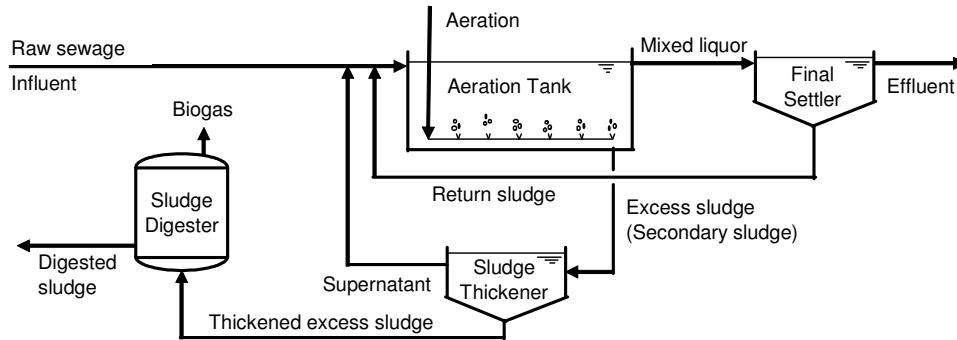 Aeration
Raw sewage
Influent
Mixed liquor
Aeration Tank
Final
Settler
Effluent
Biogas
Return sludge
Sludge
Digester
Excess sludge
(Secondary sludge)
Digested
sludge
Supernatant
Sludge
Thickener
Thickened excess sludge